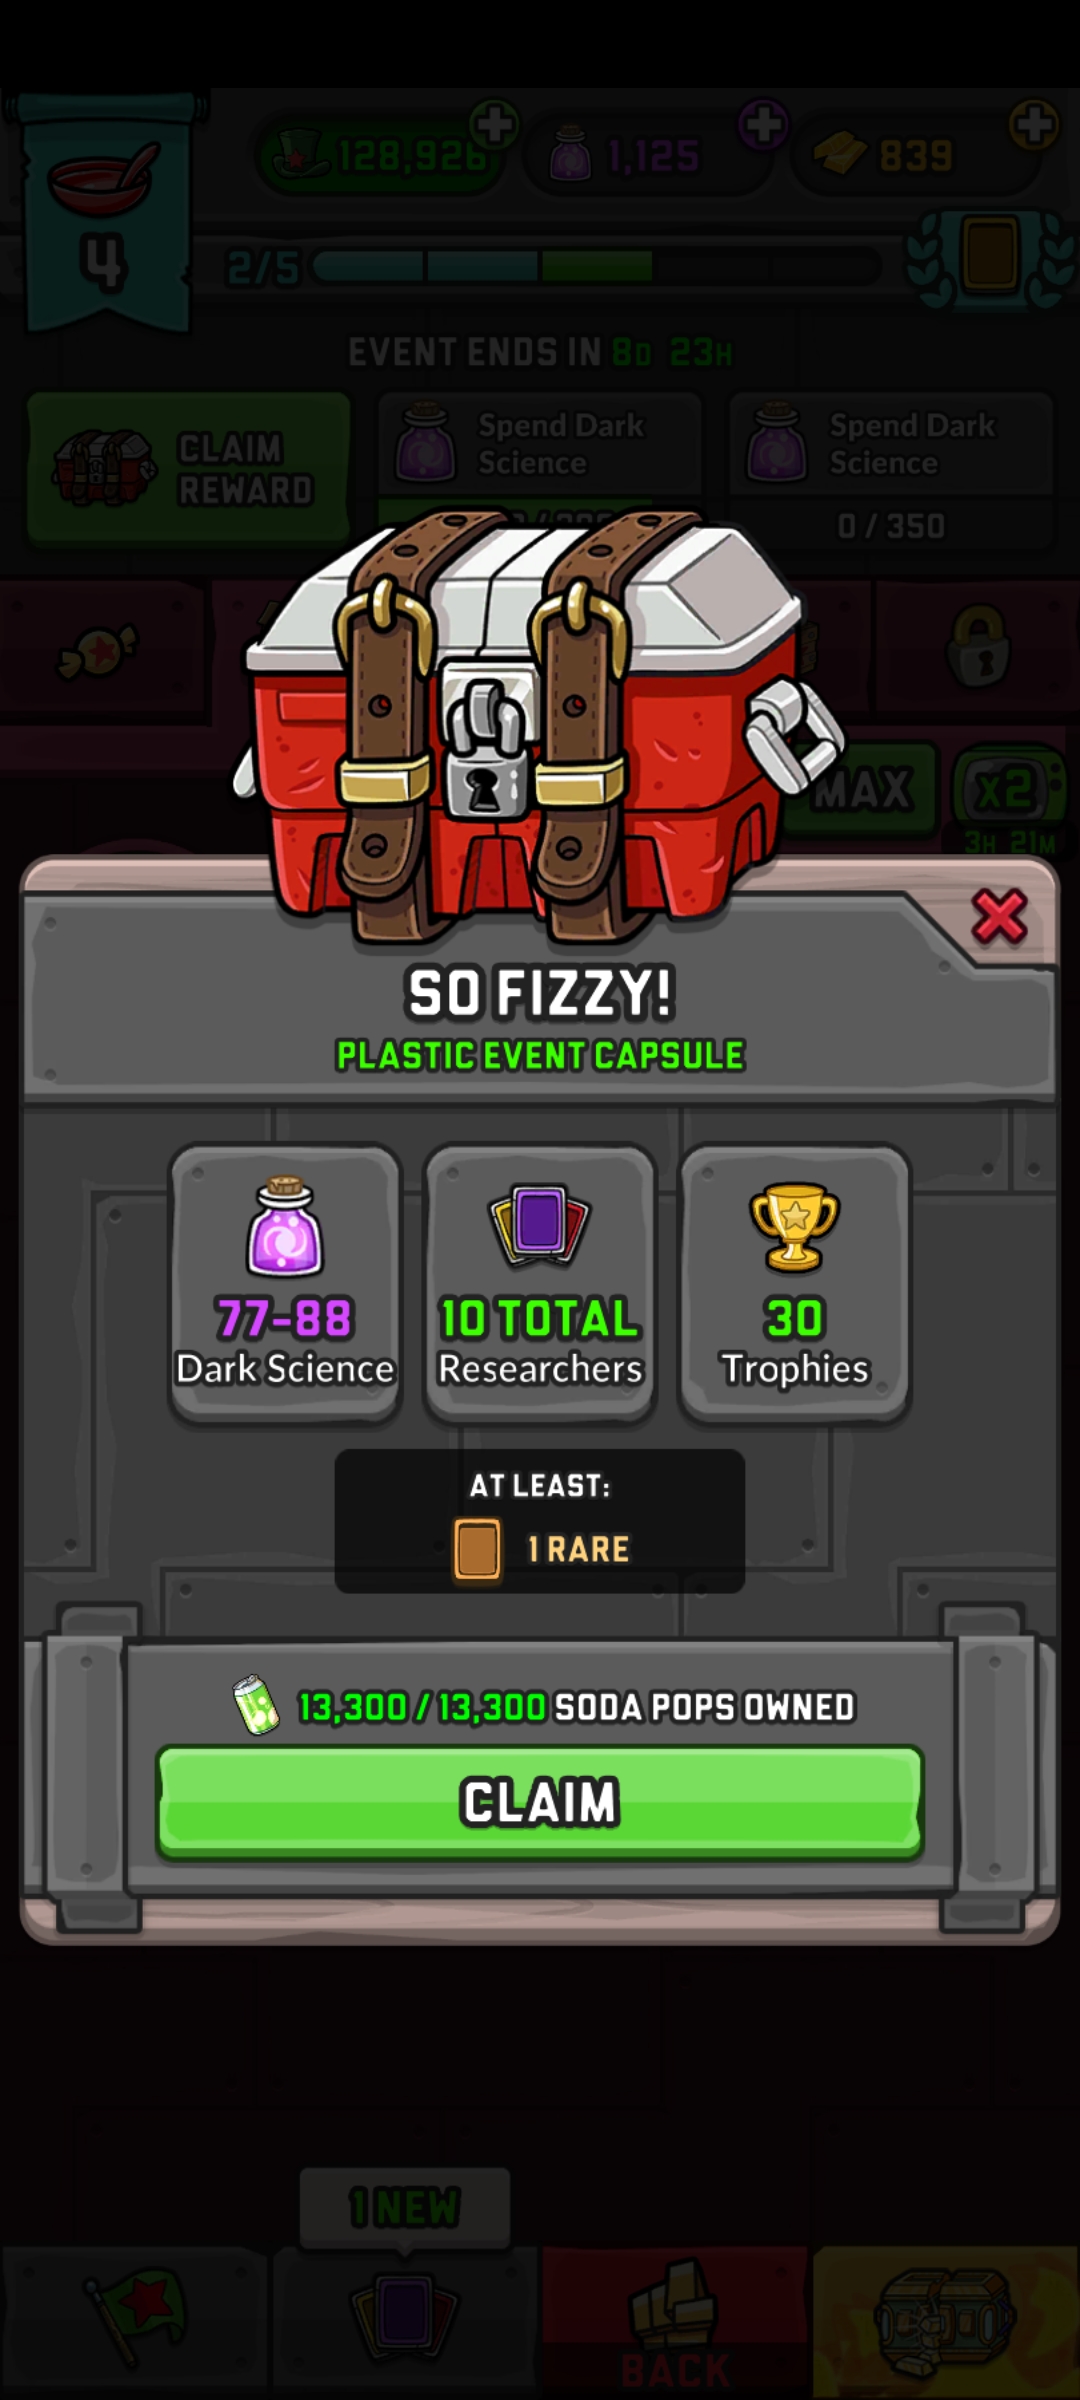 128,926
1,125
839
4
2/5
EVENT ENDS IN 8D 23H
CLAIM
REWARD
Spend Dark
Science
Spend Dark
Science
0 / 350
MAX
x2
3H 21M
SO FIZZY!
PLASTIC EVENT CAPSULE
77-88
Dark Science
10 TOTAL
Researchers
30
Trophies
AT LEAST:
1 RARE
13,300 / 13,300 SODA POPS OWNED
CLAIM
1 NEW
BACK